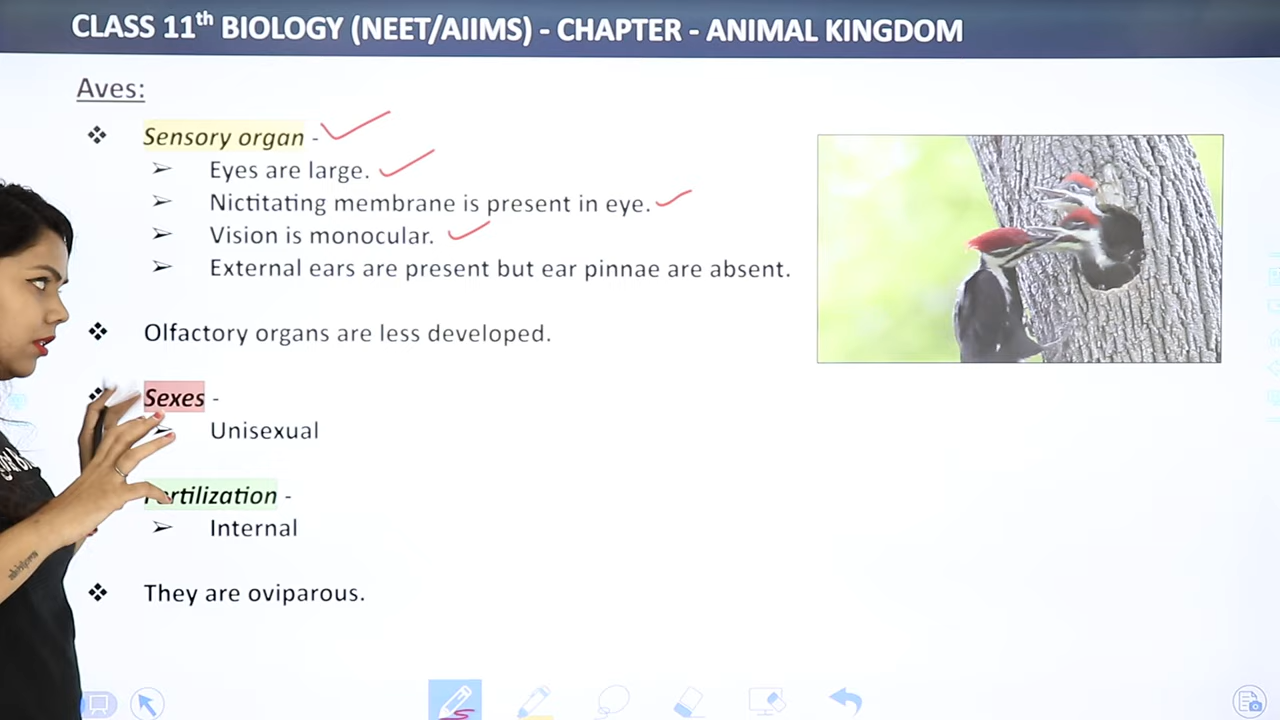 CLASS 11th BIOLOGY (NEET/AIIMS) - CHAPTER - ANIMAL KINGDOM
Aves:
❖ Sensory organ -
➢ Eyes are large.
➢ Nictitating membrane is present in eye.
➢ Vision is monocular.
➢ External ears are present but ear pinnae are absent.
❖ Olfactory organs are less developed.
❖ Sexes -
➢ Unisexual
Fertilization -
➢ Internal
❖ They are oviparous.